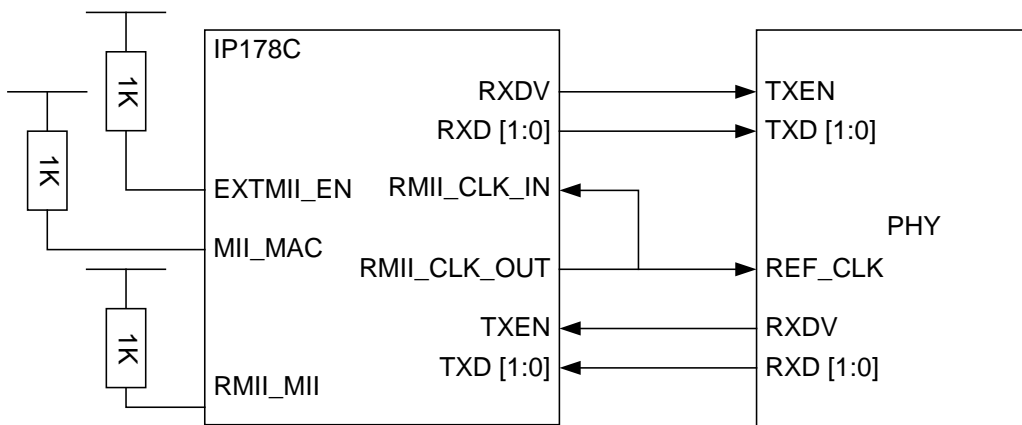 IP178C
1K
1K
1K
EXTMII_EN
MII_MAC
RMII_MII
RXDV
RXD [1:0]
RMII_CLK_IN
RMII_CLK_OUT
TXEN
TXD [1:0]
TXEN
TXD [1:0]
PHY
REF_CLK
RXDV
RXD [1:0]